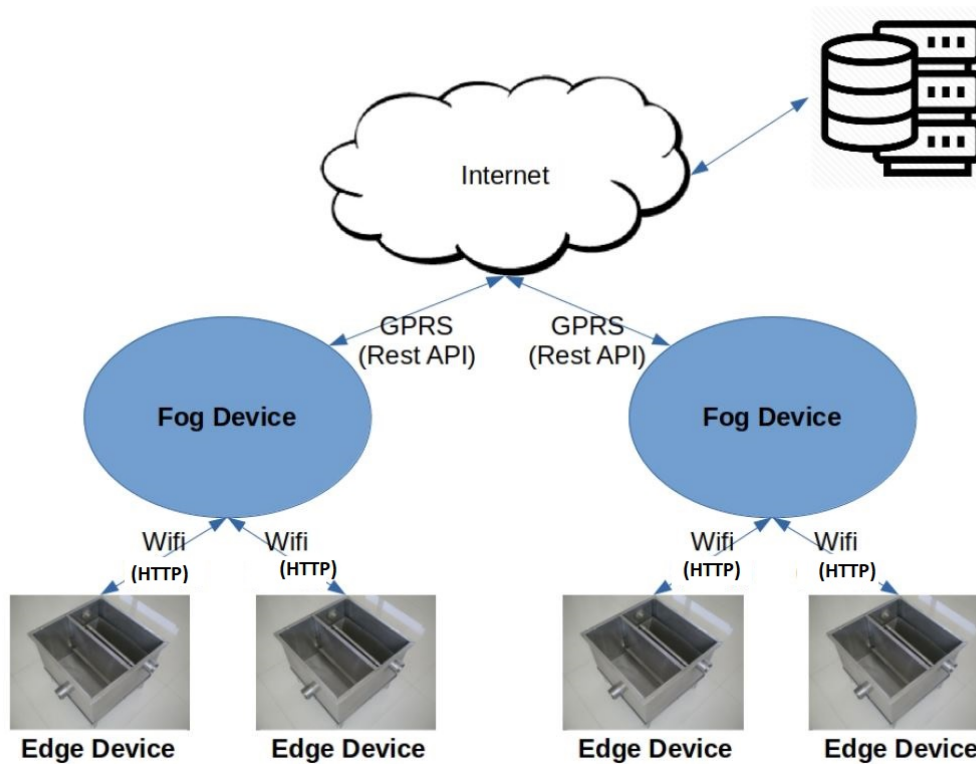 Internet
GPRS
(Rest API)
GPRS
(Rest API)
Fog Device
Fog Device
Wifi
(HTTP)
Wifi
(HTTP)
Wifi
(HTTP)
Wifi
(HTTP)
Edge Device
Edge Device
Edge Device
Edge Device